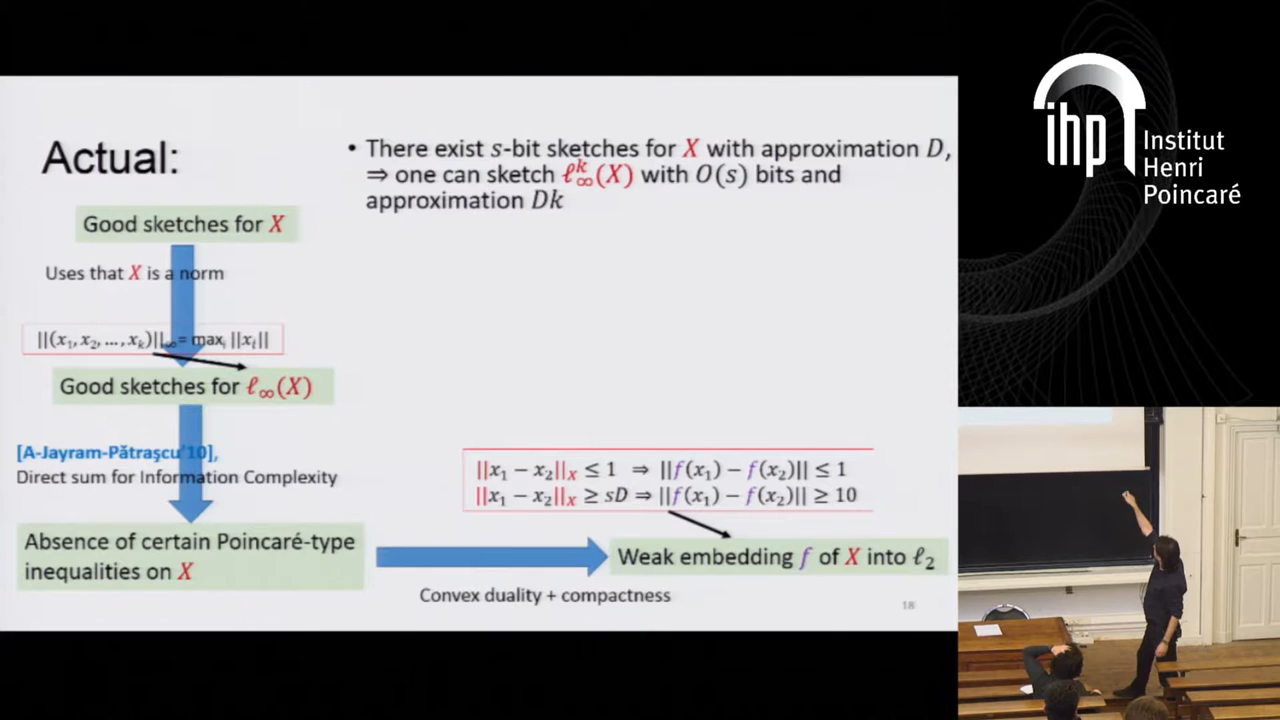 Actual:
• There exist s-bit sketches for X with approximation D,
⇒ one can sketch ℓ∞^k(X) with O(s) bits and
approximation Dk
Good sketches for X
Uses that X is a norm
||(x₁, x₂, …, xₖ)||∞ = maxᵢ ||xᵢ||
Good sketches for ℓ∞(X)
[A-Jayram-Pătraşcu'10],
Direct sum for Information Complexity
Absence of certain Poincaré-type
inequalities on X
||x₁ − x₂||_X ≤ 1 ⇒ ||f(x₁) − f(x₂)|| ≤ 1
||x₁ − x₂||_X ≥ sD ⇒ ||f(x₁) − f(x₂)|| ≥ 10
Weak embedding f of X into ℓ₂
Convex duality + compactness
18
ihp
Institut
Henri
Poincaré